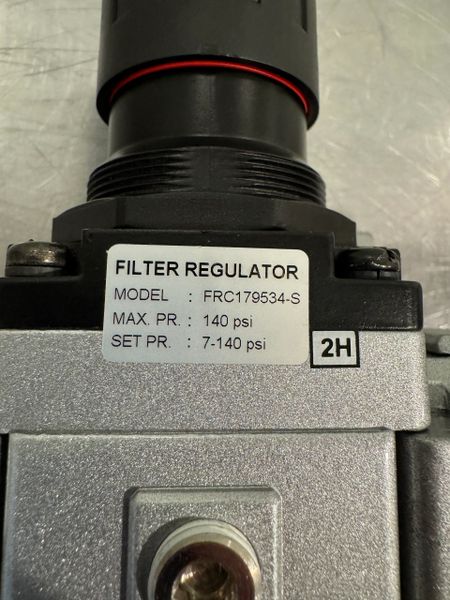 FILTER REGULATOR
MODEL : FRC179534-S
MAX. PR. : 140 psi
SET PR. : 7-140 psi
2H